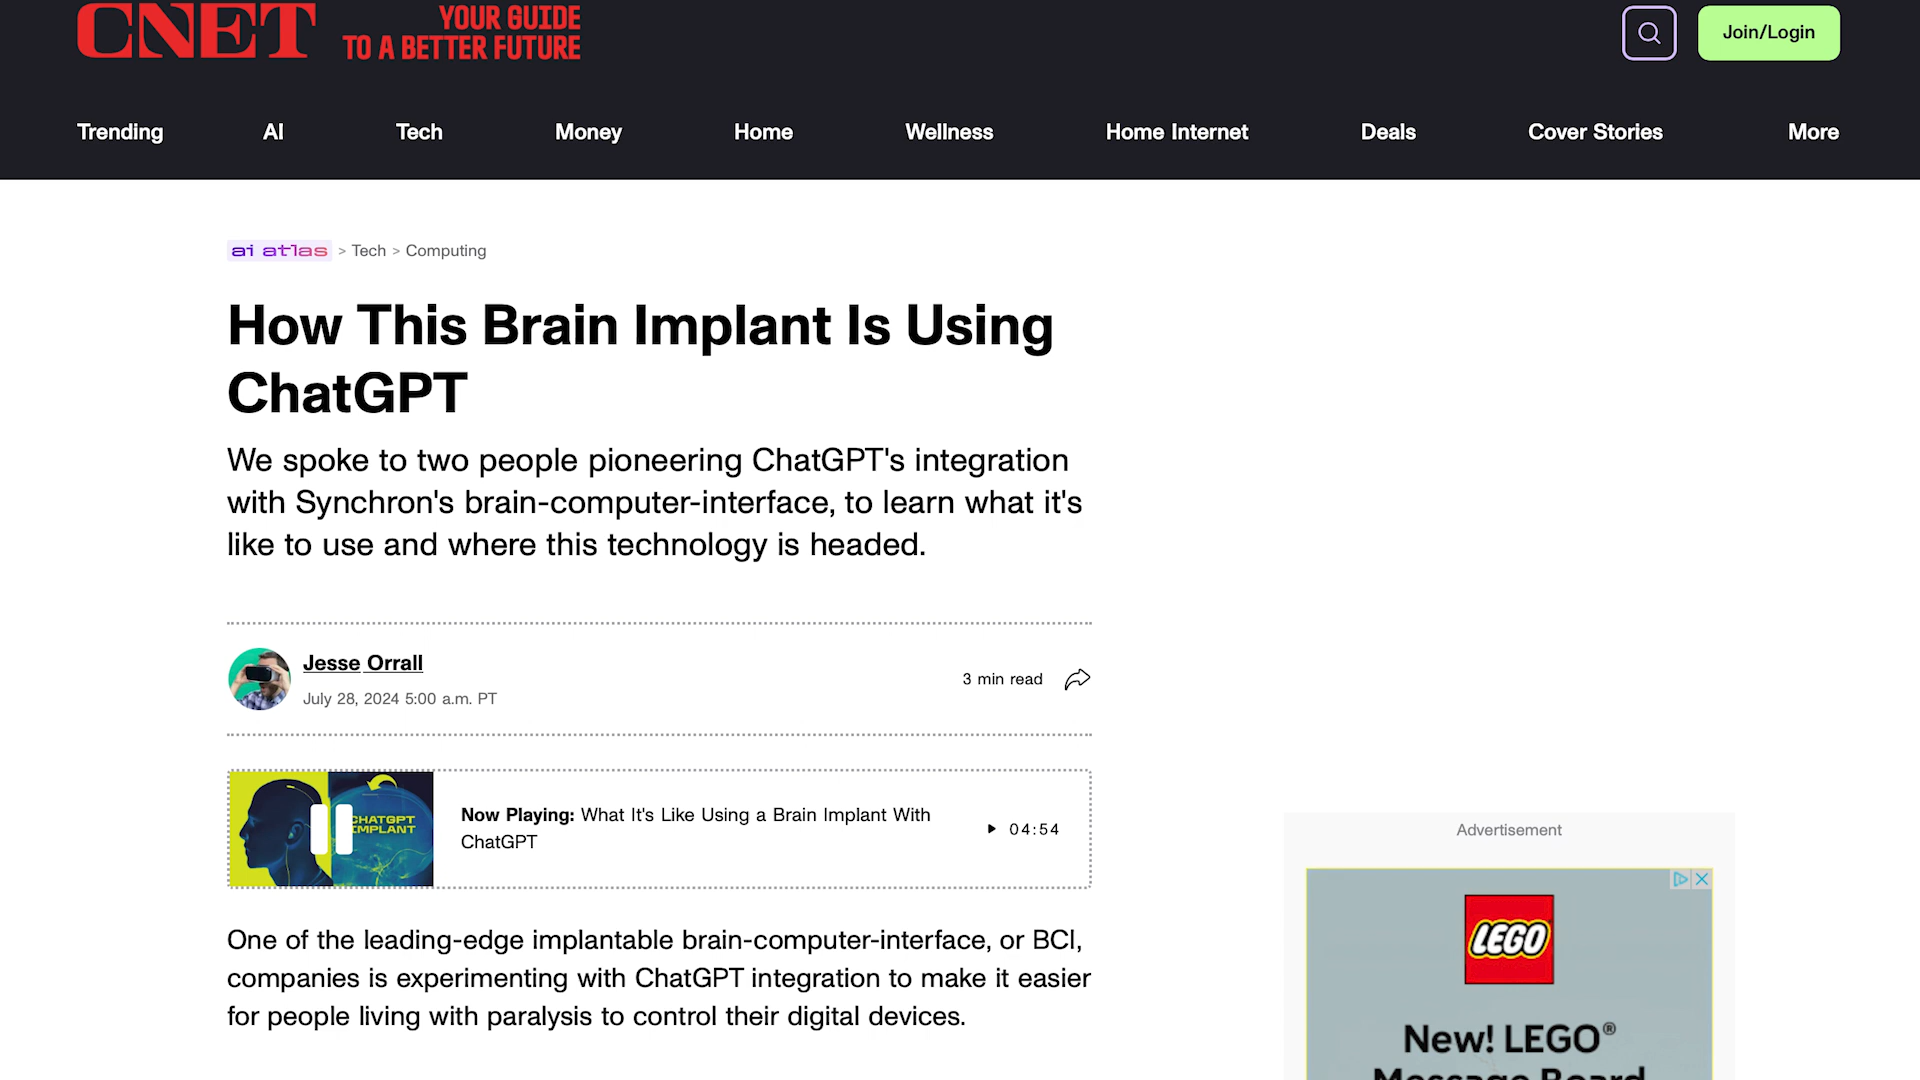 CNET
YOUR GUIDE
TO A BETTER FUTURE
Join/Login
Trending
AI
Tech
Money
Home
Wellness
Home Internet
Deals
Cover Stories
More
ai atlas > Tech > Computing
How This Brain Implant Is Using
ChatGPT
We spoke to two people pioneering ChatGPT's integration
with Synchron's brain-computer-interface, to learn what it's
like to use and where this technology is headed.
Jesse Orrall
July 28, 2024 5:00 a.m. PT
3 min read
CHATGPT
IMPLANT
Now Playing: What It's Like Using a Brain Implant With
ChatGPT
04:54
One of the leading-edge implantable brain-computer-interface, or BCI,
companies is experimenting with ChatGPT integration to make it easier
for people living with paralysis to control their digital devices.
Advertisement
LEGO
New! LEGO®
Message Board